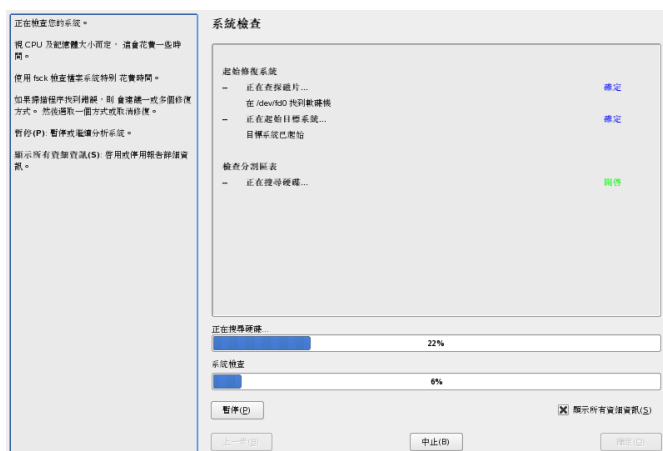 正在檢查您的系統。
視 CPU 及記憶體大小而定， 這會花費一些時
間。
使用 fsck 檢查檔案系統特別 花費時間。
如果掃描程序找到錯誤，則 會建議一或多個修復
方式。 然後選取一個方式或取消修復。
暫停(P): 暫停或繼續分析系統。
顯示所有資細資訊(S): 啓用或停用報告詳細資
訊。
系統檢查
起始修復系統
– 正在查探磁片... 確定
在 /dev/fd0 找到軟碟機
– 正在起始目標系統... 確定
目標系統已起始
檢查分割區表
– 正在搜尋硬碟... 開啓
正在搜尋硬碟...
22%
系統檢查
6%
暫停(P)
顯示所有資細資訊(S)
上一步(B)
中止(R)
確定(O)